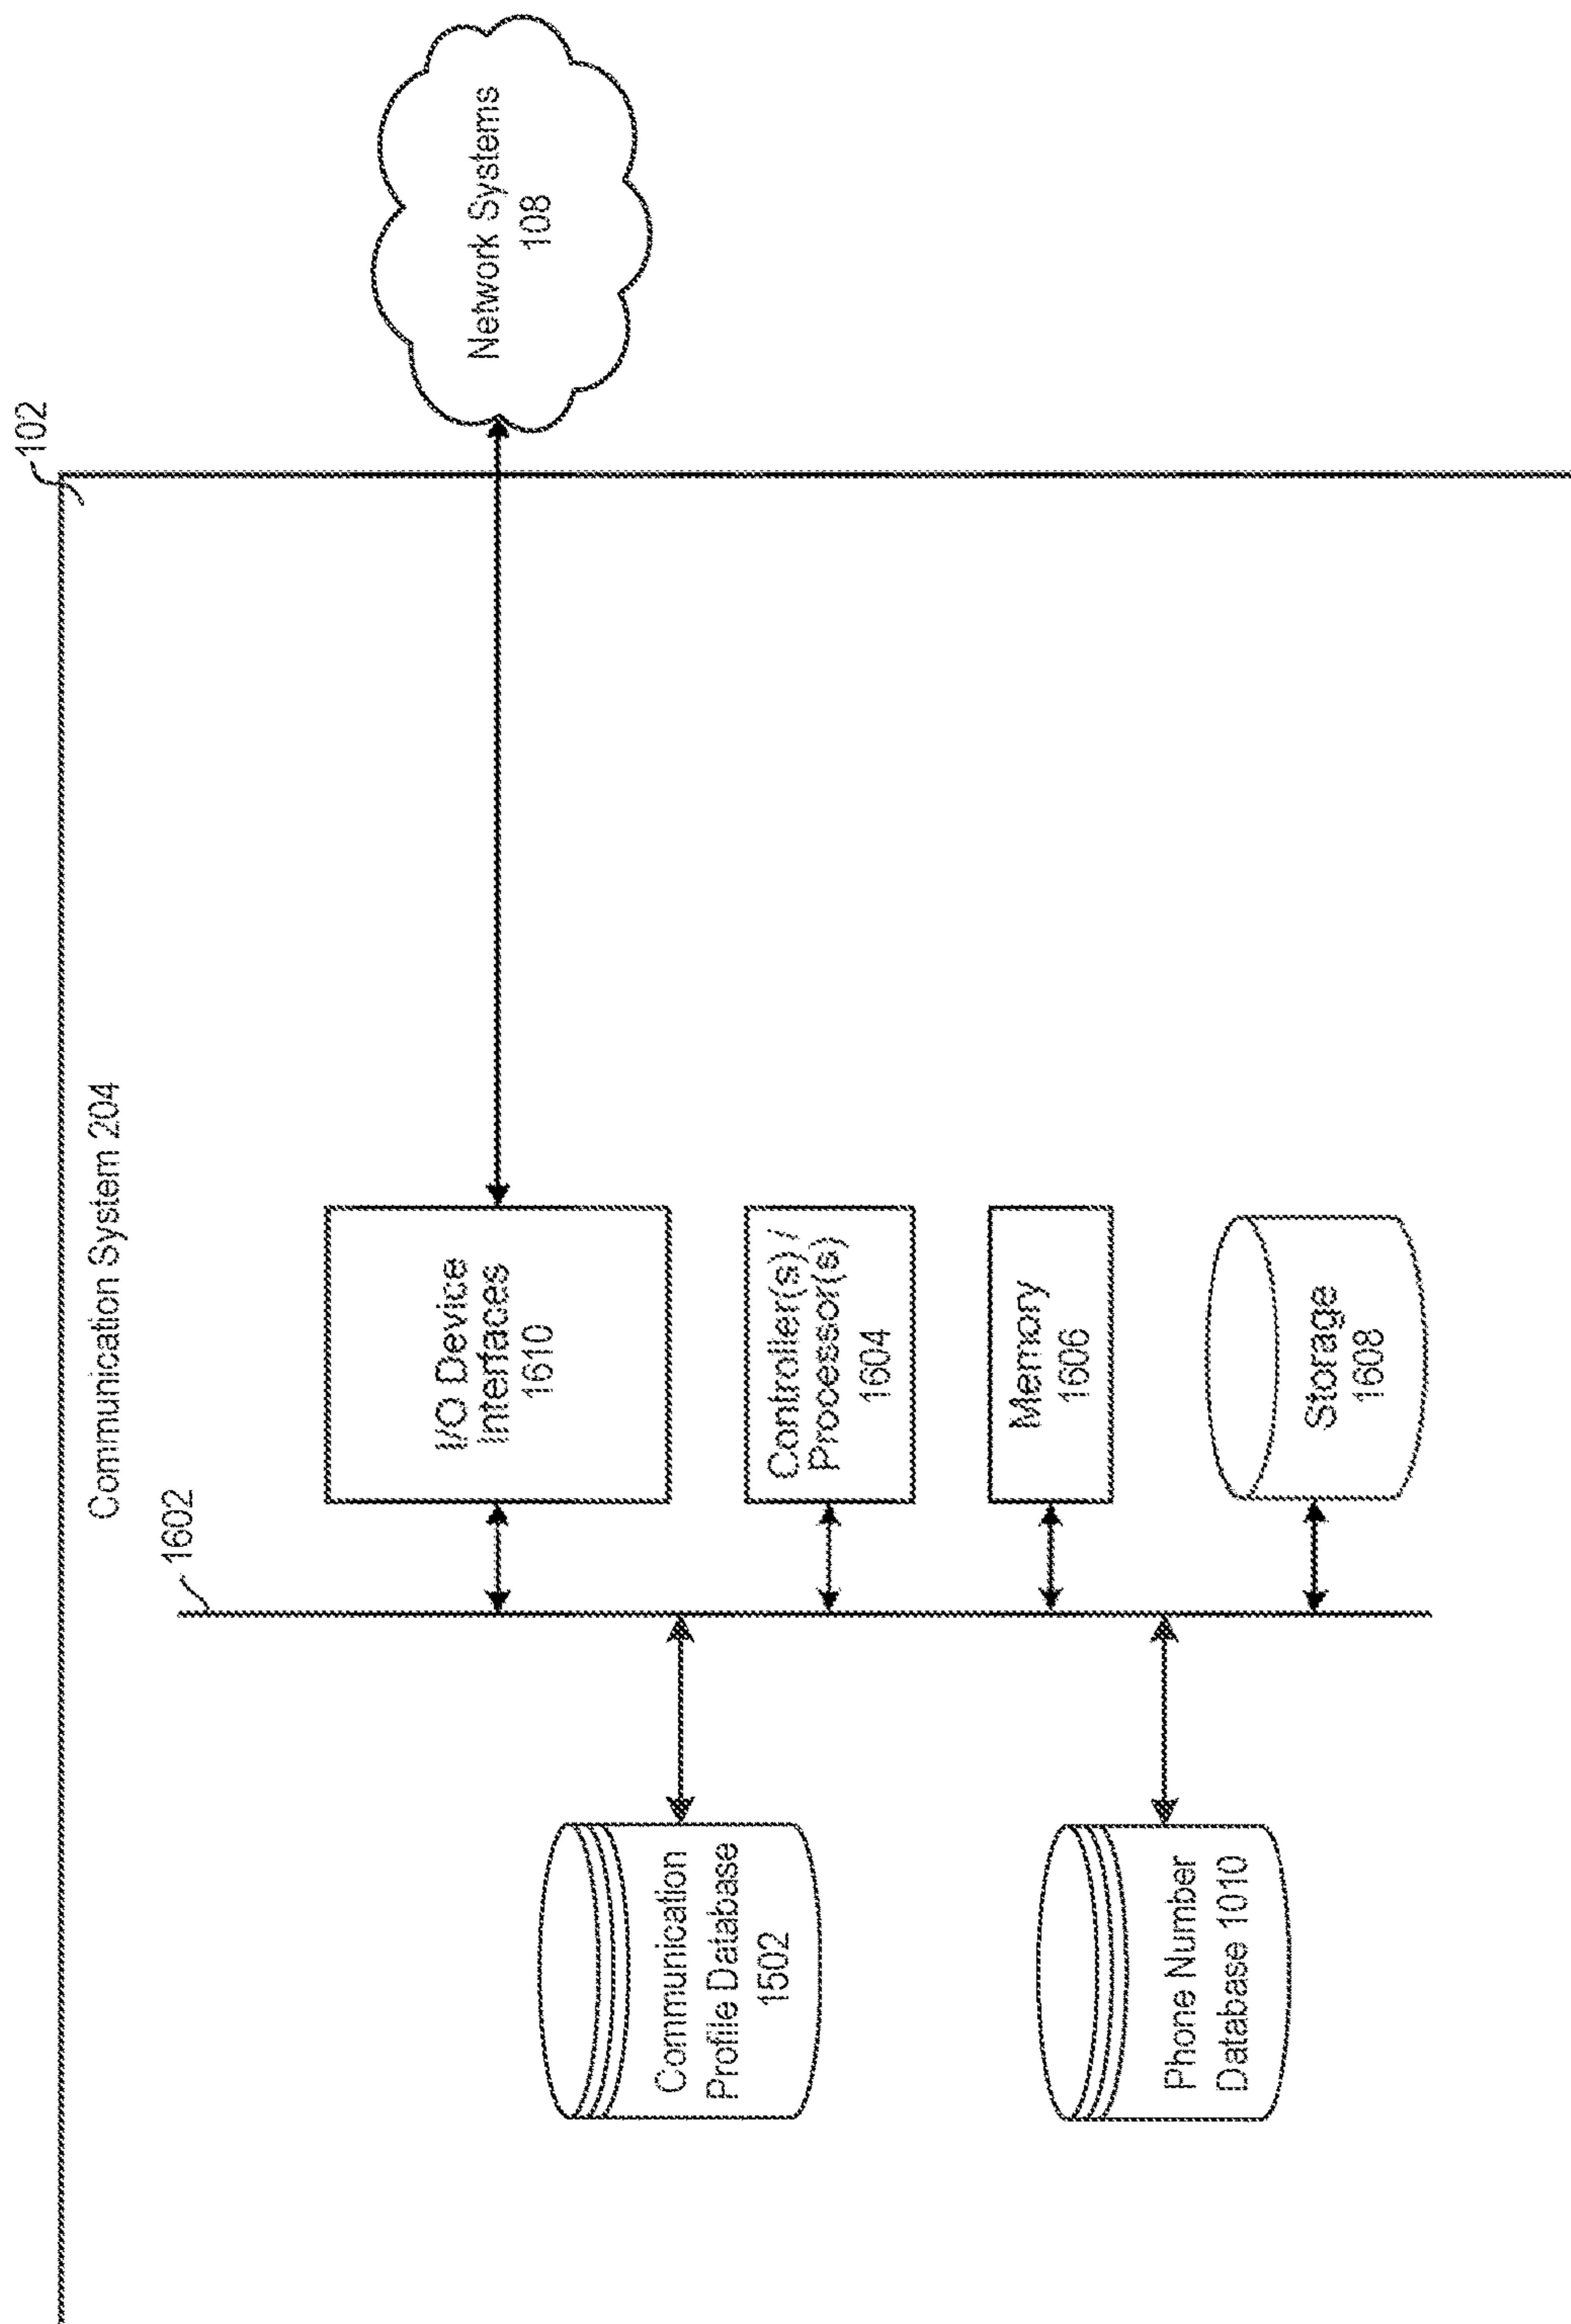 102
Communication System 204
1602
I/O Device
Interfaces
1610
Network Systems
108
Communication
Profile Database
1502
Controller(s) /
Processor(s)
1604
Memory
1606
Phone Number
Database 1010
Storage
1608